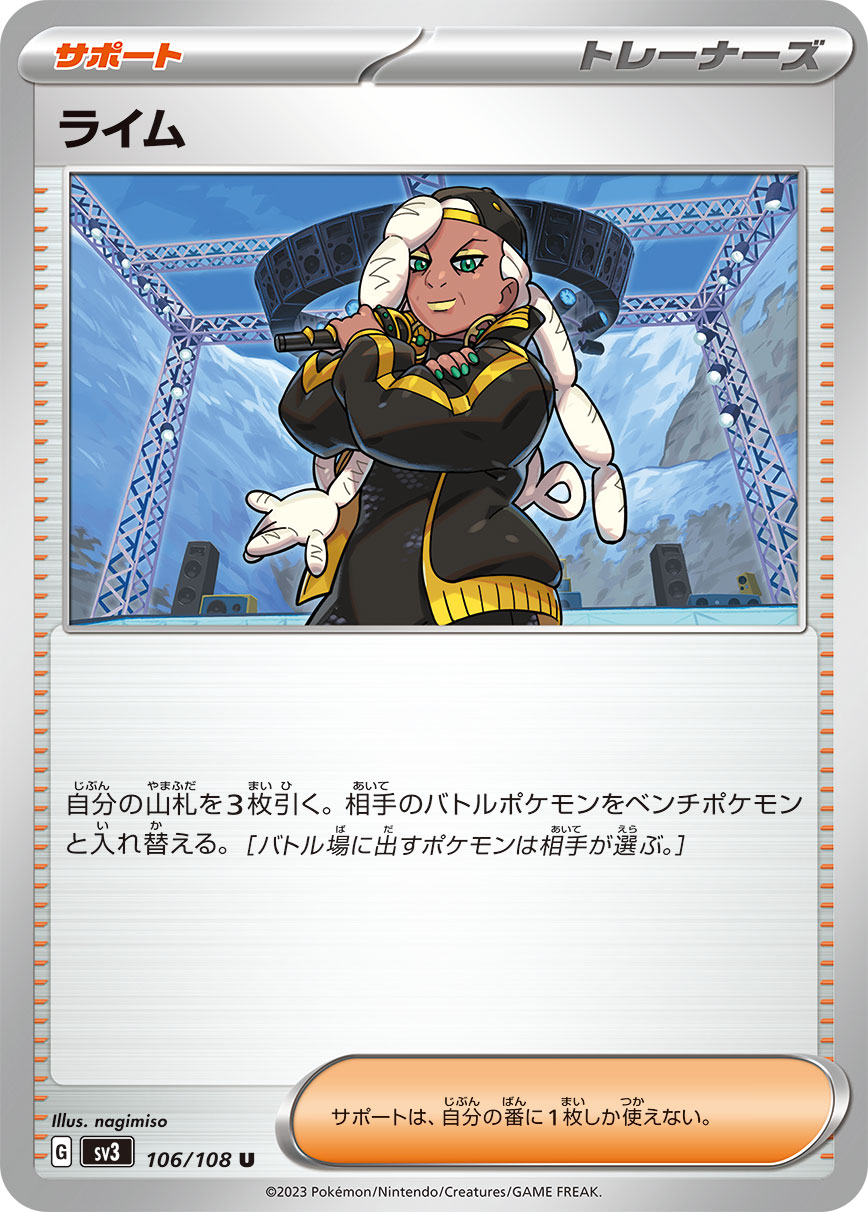 サポート
トレーナーズ
ライム
自分の山札を3枚引く。相手のバトルポケモンをベンチポケモン
と入れ替える。[バトル場に出すポケモンは相手が選ぶ。]
サポートは、自分の番に1枚しか使えない。
Illus. nagimiso
G sv3 106/108 U
©2023 Pokémon/Nintendo/Creatures/GAME FREAK.